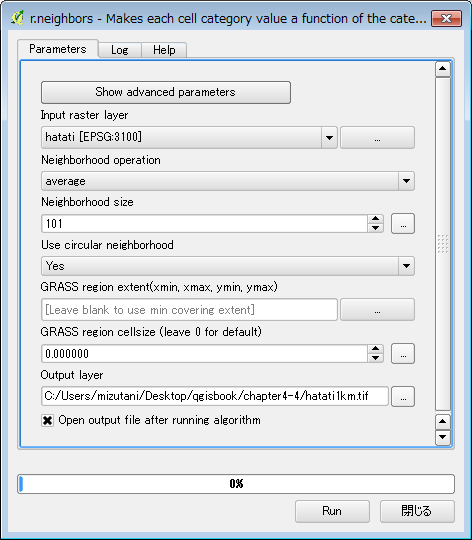 r.neighbors - Makes each cell category value a function of the cate...
Parameters Log Help
Show advanced parameters
Input raster layer
hatati [EPSG:3100]
...
Neighborhood operation
average
Neighborhood size
101
...
Use circular neighborhood
Yes
GRASS region extent(xmin, xmax, ymin, ymax)
[Leave blank to use min covering extent]
...
GRASS region cellsize (leave 0 for default)
0.000000
...
Output layer
C:/Users/mizutani/Desktop/qgisbook/chapter4-4/hatati1km.tif
...
Open output file after running algorithm
0%
Run 閉じる